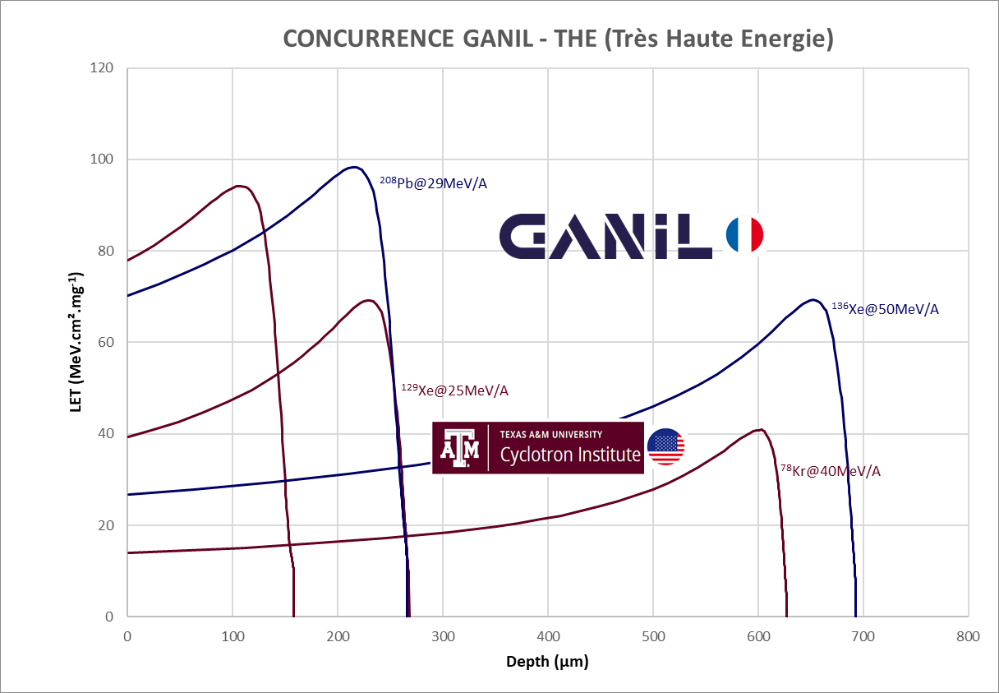 CONCURRENCE GANIL - THE (Très Haute Energie)
120
100
80
60
40
20
0
LET (MeV.cm².mg⁻¹)
²⁰⁸Pb@29MeV/A
GANiL
¹³⁶Xe@50MeV/A
¹²⁹Xe@25MeV/A
ATM
TEXAS A&M UNIVERSITY
Cyclotron Institute
⁷⁸Kr@40MeV/A
0 100 200 300 400 500 600 700 800
Depth (µm)